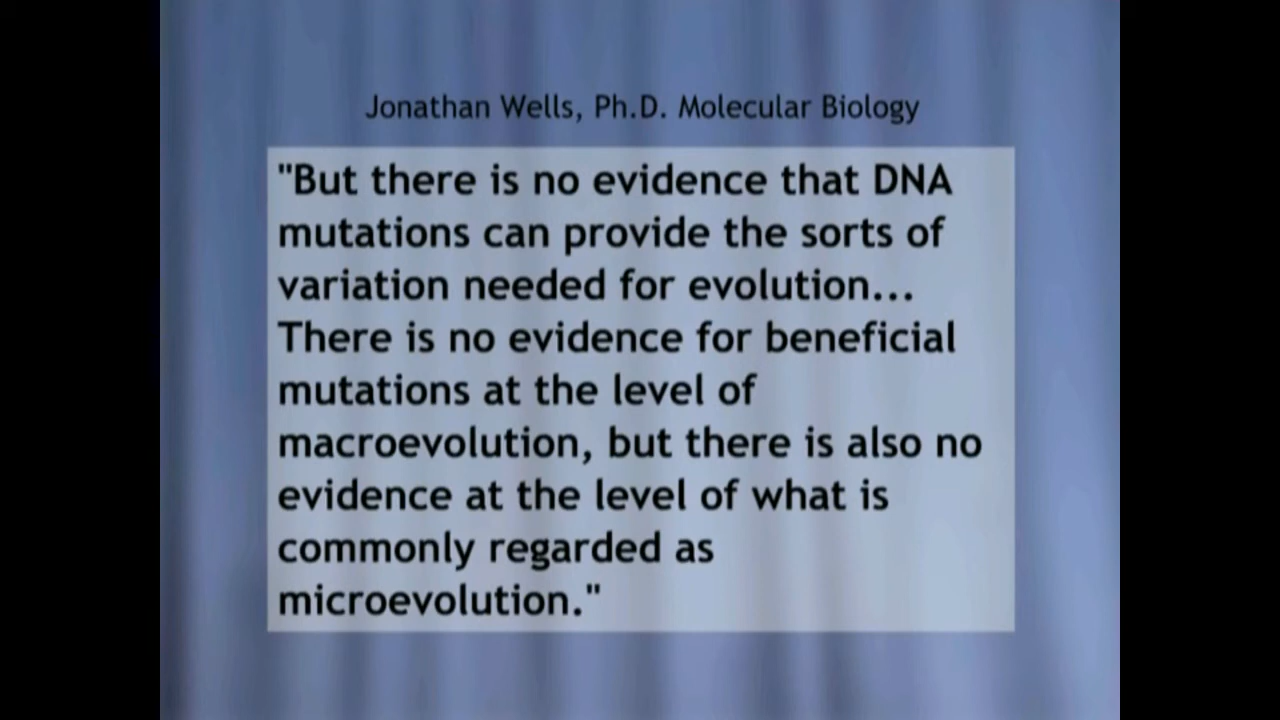 Jonathan Wells, Ph.D. Molecular Biology
"But there is no evidence that DNA
mutations can provide the sorts of
variation needed for evolution...
There is no evidence for beneficial
mutations at the level of
macroevolution, but there is also no
evidence at the level of what is
commonly regarded as
microevolution."